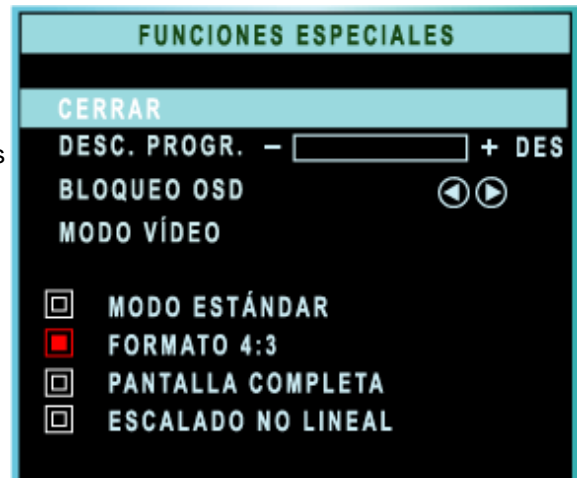 FUNCIONES ESPECIALES
CERRAR
DESC. PROGR. – + DES
BLOQUEO OSD
MODO VÍDEO
MODO ESTÁNDAR
FORMATO 4:3
PANTALLA COMPLETA
ESCALADO NO LINEAL